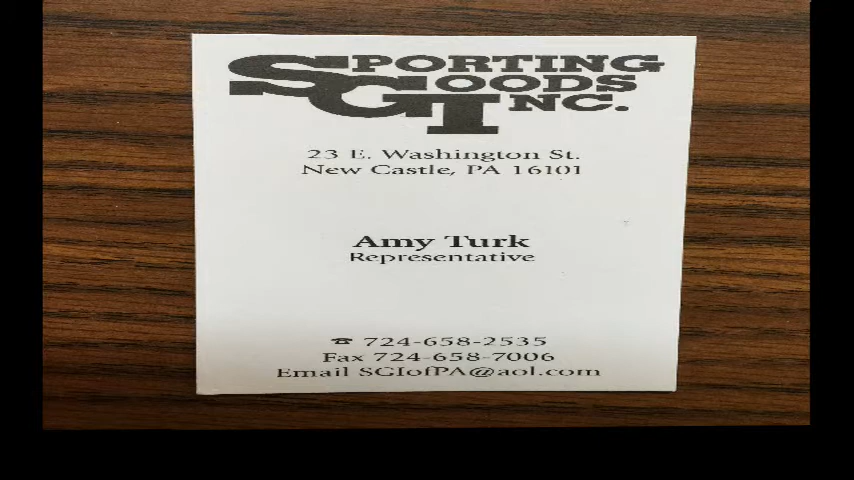 SPORTING
GOODS
INC.
23 E. Washington St.
New Castle, PA 16101
Amy Turk
Representative
☎ 724-658-2535
Fax 724-658-7006
Email SGIofPA@aol.com